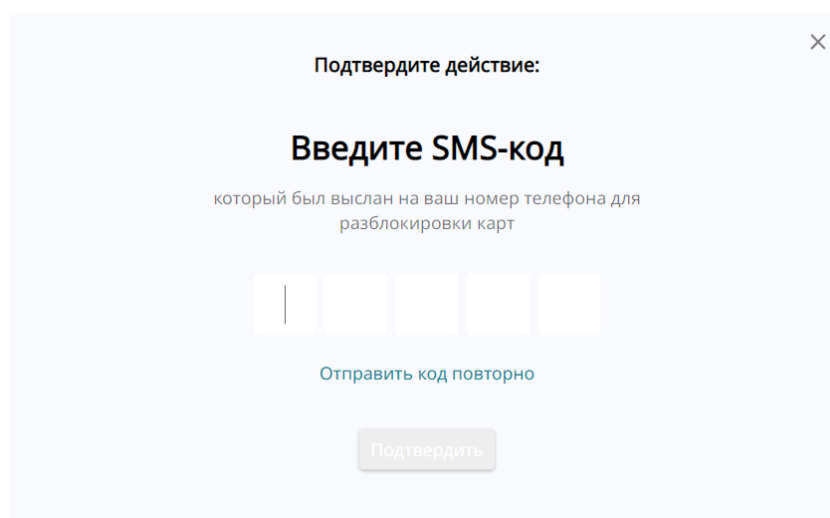 Подтвердите действие:
Введите SMS-код
который был выслан на ваш номер телефона для
разблокировки карт
Отправить код повторно
Подтвердить